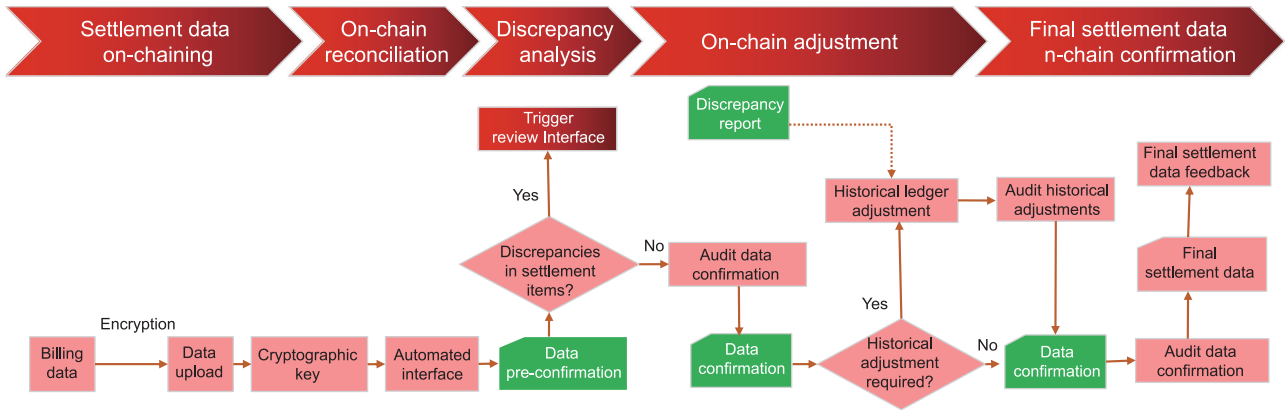 Settlement data
on-chaining
On-chain
reconciliation
Discrepancy
analysis
On-chain adjustment
Final settlement data
n-chain confirmation
Trigger
review Interface
Discrepancy
report
Yes
Final settlement
data feedback
Historical ledger
adjustment
Audit historical
adjustments
Discrepancies
in settlement
items?
No
Audit data
confirmation
Final
settlement data
Yes
Encryption
Billing
data
Data
upload
Cryptographic
key
Automated
interface
Data
pre-confirmation
Data
confirmation
Historical
adjustment
required?
No
Data
confirmation
Audit data
confirmation